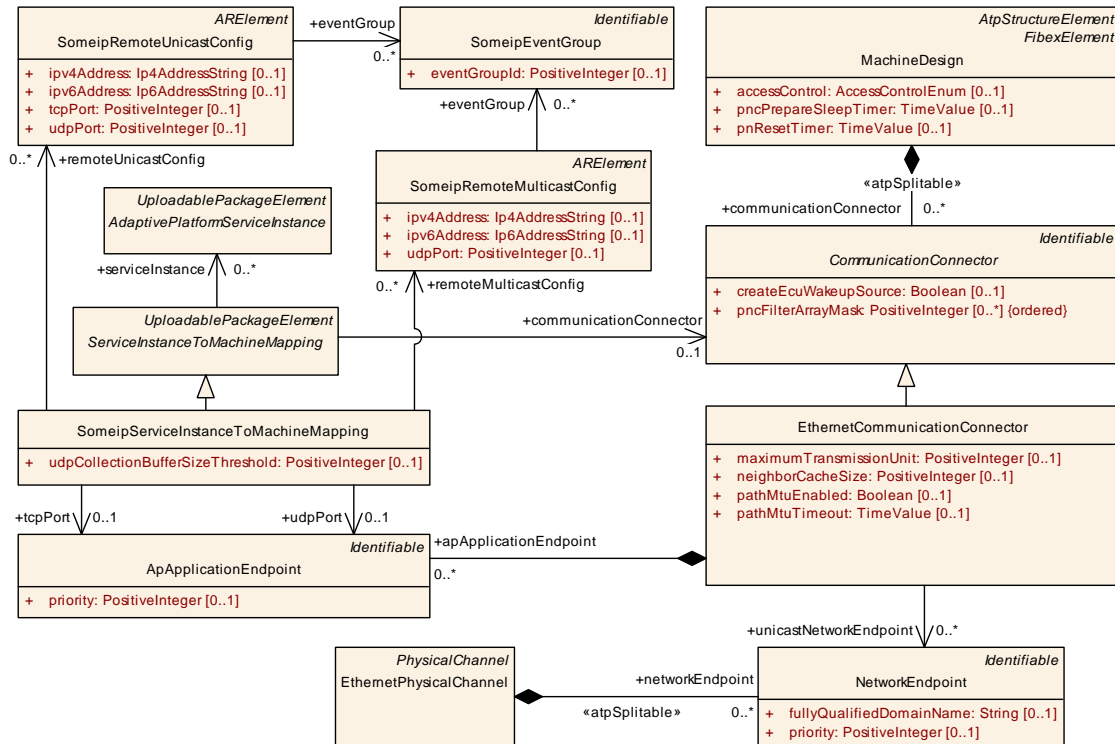 ARElement
SomeipRemoteUnicastConfig
+ ipv4Address: Ip4AddressString [0..1]
+ ipv6Address: Ip6AddressString [0..1]
+ tcpPort: PositiveInteger [0..1]
+ udpPort: PositiveInteger [0..1]
+eventGroup
0..*
Identifiable
SomeipEventGroup
+ eventGroupId: PositiveInteger [0..1]
AtpStructureElement
FibexElement
MachineDesign
+ accessControl: AccessControlEnum [0..1]
+ pncPrepareSleepTimer: TimeValue [0..1]
+ pnResetTimer: TimeValue [0..1]
+eventGroup
0..*
0..*
+remoteUnicastConfig
ARElement
SomeipRemoteMulticastConfig
+ ipv4Address: Ip4AddressString [0..1]
+ ipv6Address: Ip6AddressString [0..1]
+ udpPort: PositiveInteger [0..1]
«atpSplitable»
+communicationConnector
0..*
UploadablePackageElement
AdaptivePlatformServiceInstance
+serviceInstance
0..*
0..*
+remoteMulticastConfig
Identifiable
CommunicationConnector
+ createEcuWakeupSource: Boolean [0..1]
+ pncFilterArrayMask: PositiveInteger [0..*] {ordered}
UploadablePackageElement
ServiceInstanceToMachineMapping
+communicationConnector
0..1
SomeipServiceInstanceToMachineMapping
+ udpCollectionBufferSizeThreshold: PositiveInteger [0..1]
EthernetCommunicationConnector
+ maximumTransmissionUnit: PositiveInteger [0..1]
+ neighborCacheSize: PositiveInteger [0..1]
+ pathMtuEnabled: Boolean [0..1]
+ pathMtuTimeout: TimeValue [0..1]
+tcpPort
0..1
+udpPort
0..1
Identifiable
ApApplicationEndpoint
+ priority: PositiveInteger [0..1]
+apApplicationEndpoint
0..*
+unicastNetworkEndpoint
0..*
PhysicalChannel
EthernetPhysicalChannel
+networkEndpoint
«atpSplitable»
0..*
Identifiable
NetworkEndpoint
+ fullyQualifiedDomainName: String [0..1]
+ priority: PositiveInteger [0..1]